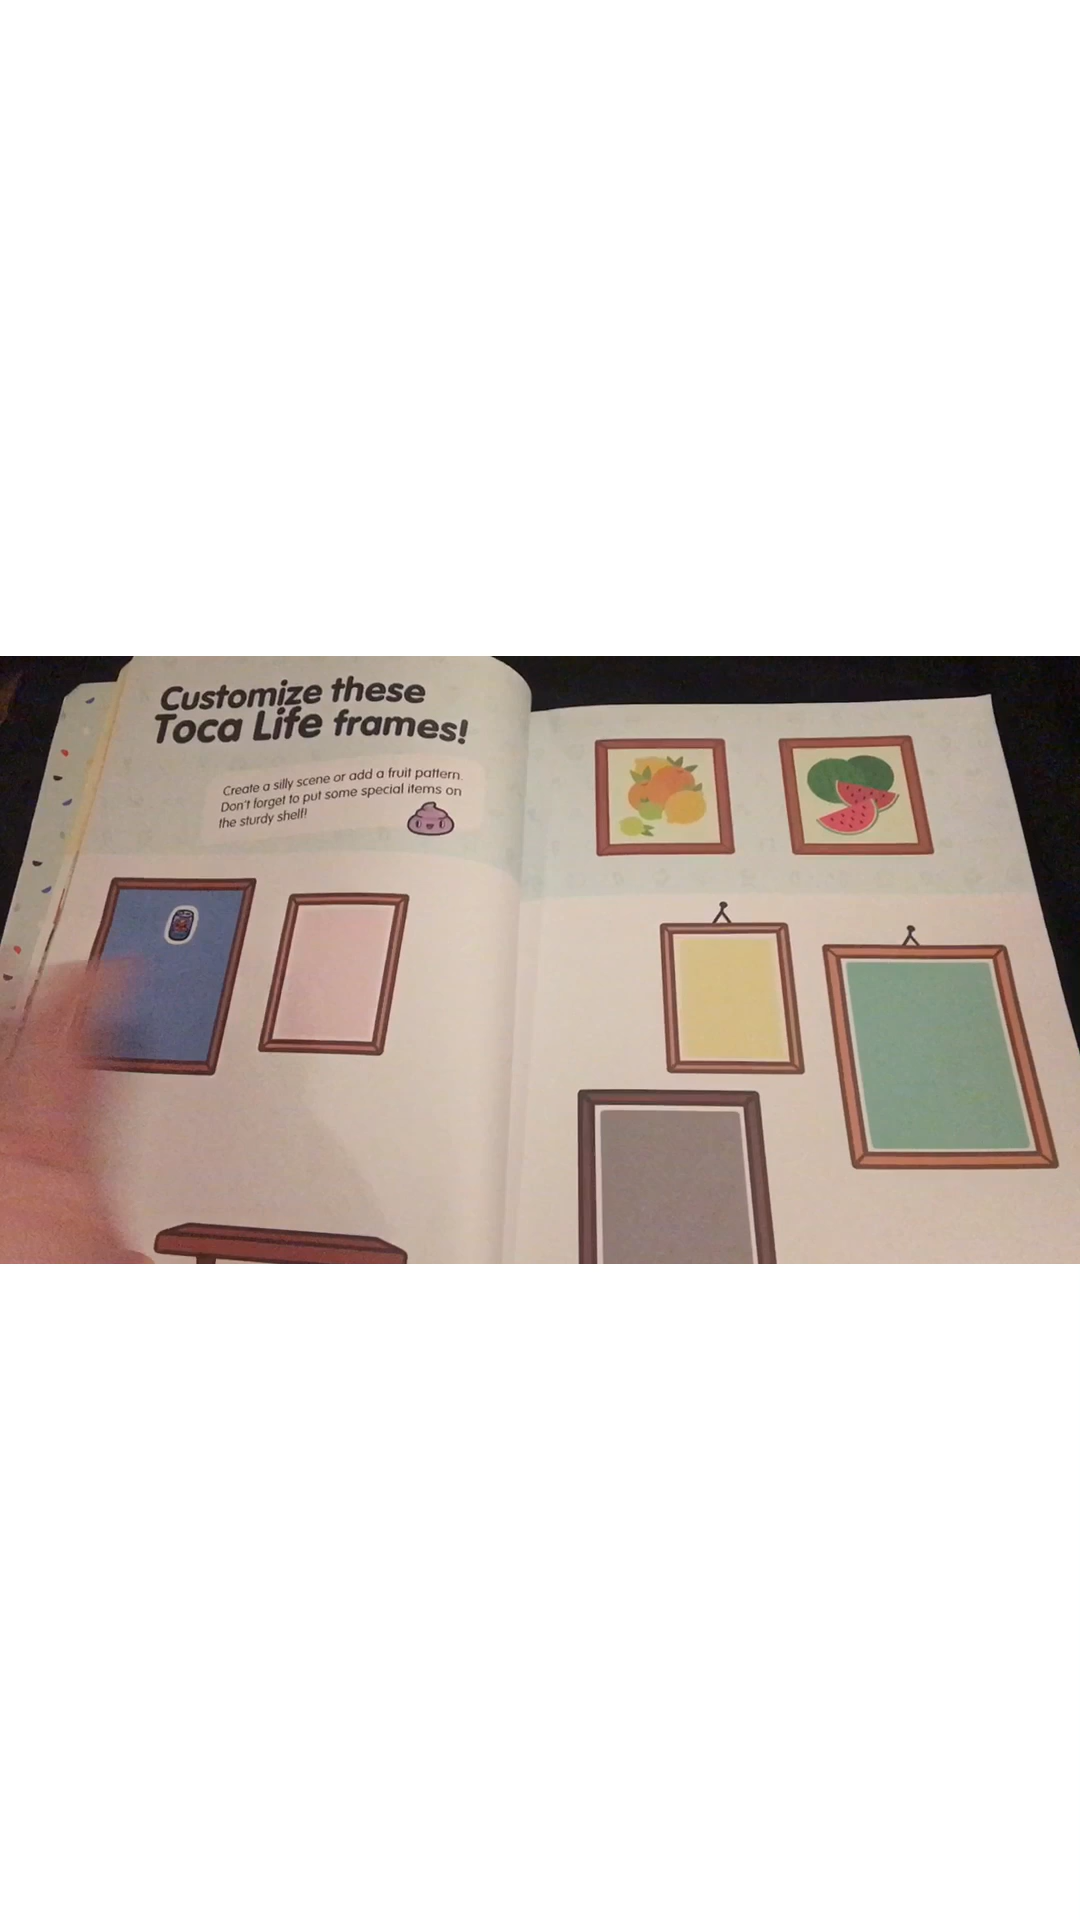 Customize these
Toca Life frames!
Create a silly scene or add a fruit pattern.
Don't forget to put some special items on
the sturdy shelf!